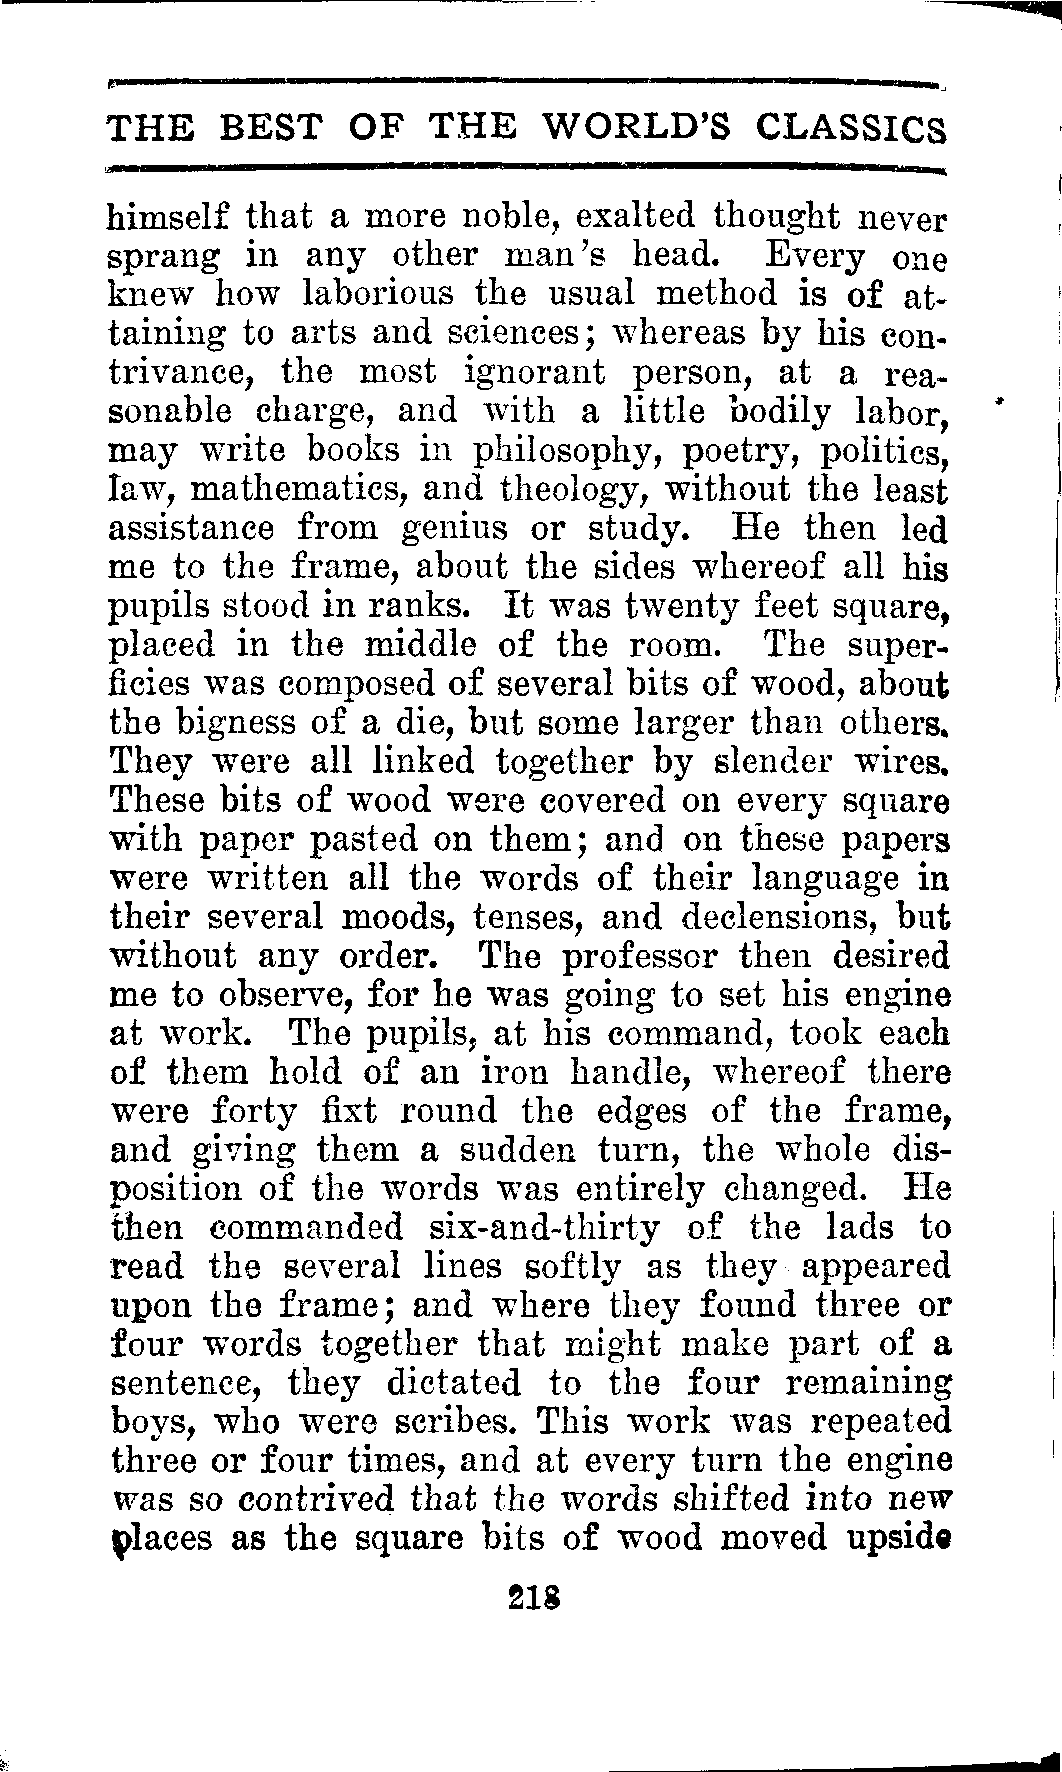 THE BEST OF THE WORLD'S CLASSICS
himself that a more noble, exalted thought never
sprang in any other man's head. Every one
knew how laborious the usual method is of at-
taining to arts and sciences; whereas by his con-
trivance, the most ignorant person, at a rea-
sonable charge, and with a little bodily labor,
may write books in philosophy, poetry, politics,
law, mathematics, and theology, without the least
assistance from genius or study. He then led
me to the frame, about the sides whereof all his
pupils stood in ranks. It was twenty feet square,
placed in the middle of the room. The super-
ficies was composed of several bits of wood, about
the bigness of a die, but some larger than others.
They were all linked together by slender wires.
These bits of wood were covered on every square
with paper pasted on them; and on these papers
were written all the words of their language in
their several moods, tenses, and declensions, but
without any order. The professor then desired
me to observe, for he was going to set his engine
at work. The pupils, at his command, took each
of them hold of an iron handle, whereof there
were forty fixt round the edges of the frame,
and giving them a sudden turn, the whole dis-
position of the words was entirely changed. He
then commanded six-and-thirty of the lads to
read the several lines softly as they appeared
upon the frame; and where they found three or
four words together that might make part of a
sentence, they dictated to the four remaining
boys, who were scribes. This work was repeated
three or four times, and at every turn the engine
was so contrived that the words shifted into new
places as the square bits of wood moved upside
218